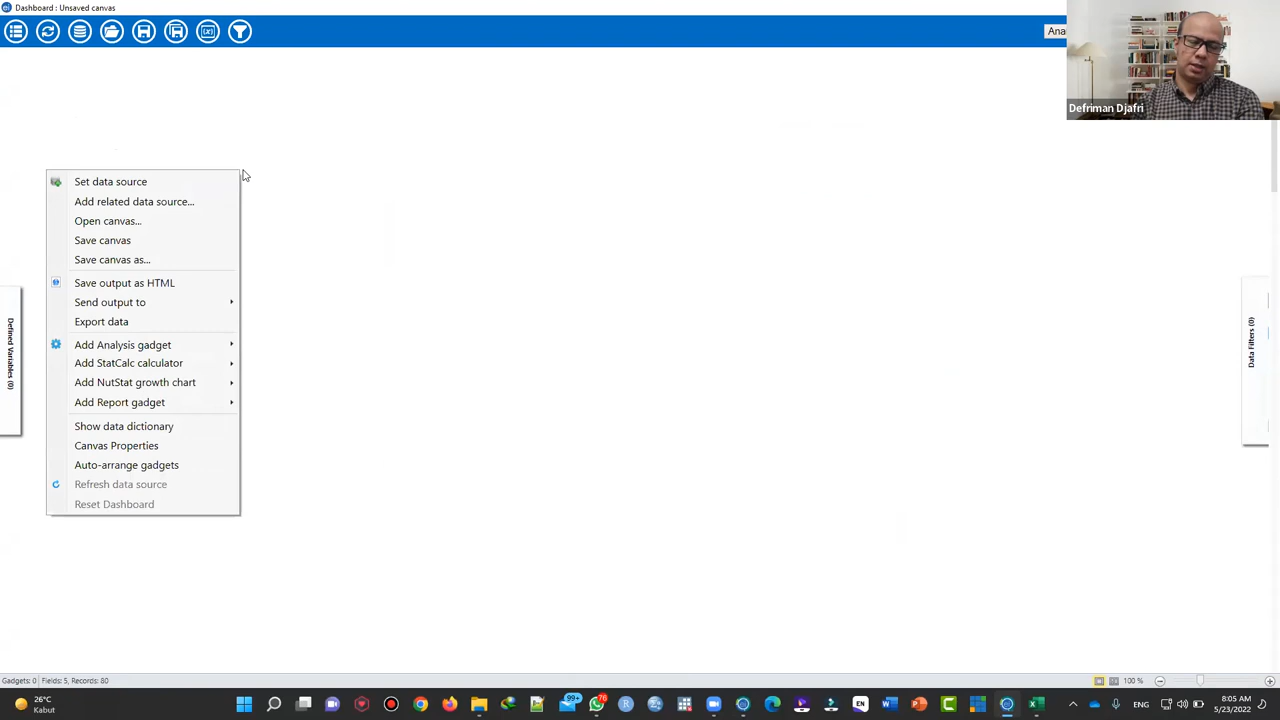 Dashboard : Unsaved canvas
Ana
Defriman Djafri
Set data source
Add related data source...
Open canvas...
Save canvas
Save canvas as...
Save output as HTML
Send output to
Export data
Add Analysis gadget
Add StatCalc calculator
Add NutStat growth chart
Add Report gadget
Show data dictionary
Canvas Properties
Auto-arrange gadgets
Refresh data source
Reset Dashboard
Defined Variables (0)
Data Filters (0)
Gadgets: 0 Fields: 5, Records: 80
100 %
26°C
Kabut
99+
76
EN
ENG
8:05 AM
5/23/2022